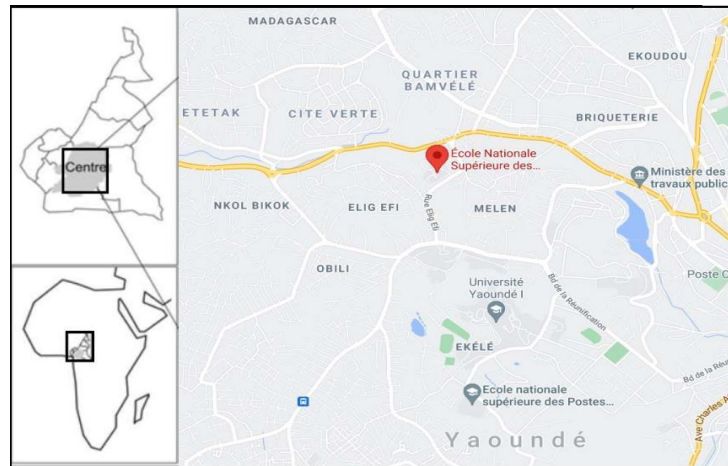 Centre
MADAGASCAR
EKOUDOU
QUARTIER
BAMVÉLÉ
ETETAK
CITE VERTE
BRIQUETERIE
École Nationale
Supérieure des...
Ministère des
travaux public
NKOL BIKOK
ELIG EFI
MELEN
Rue Elig Efi
OBILI
Université
Yaoundé I
Bd de la Réunification
Poste C
EKÉLÉ
Bd de la Réu
Ecole nationale
supérieure des Postes...
Ave Charles A
Yaoundé